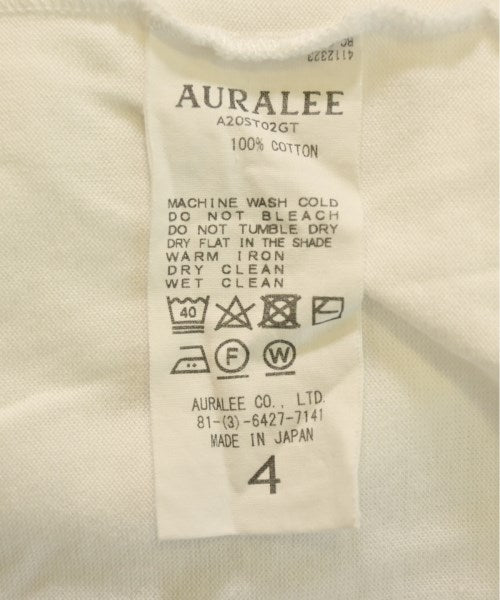 4112323
AURALEE
A20ST02GT
100% COTTON
MACHINE WASH COLD
DO NOT BLEACH
DO NOT TUMBLE DRY
DRY FLAT IN THE SHADE
WARM IRON
DRY CLEAN
WET CLEAN
40
F W
AURALEE CO., LTD.
81-(3)-6427-7141
MADE IN JAPAN
4